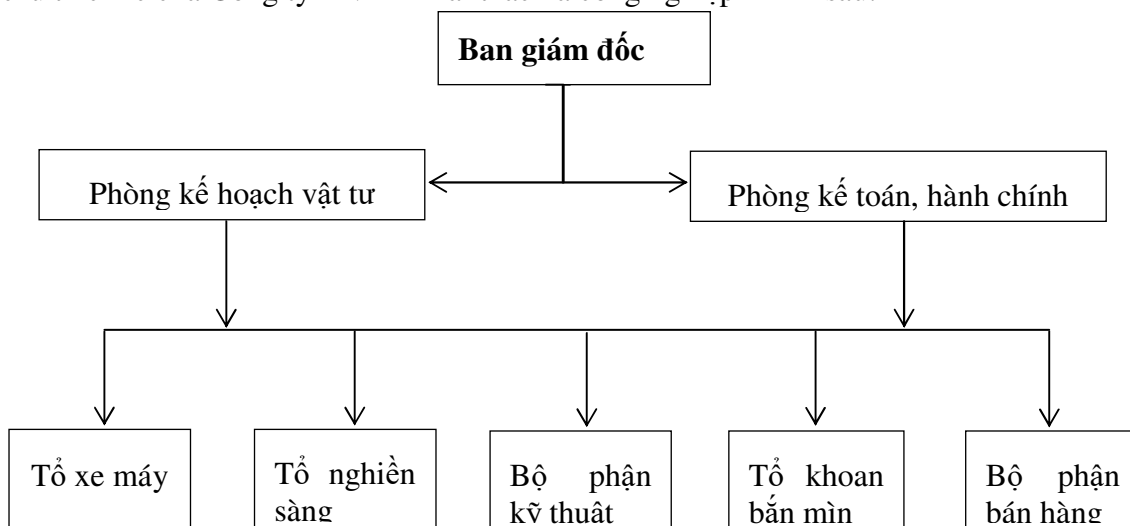 Ban giám đốc
Phòng kế hoạch vật tư
Phòng kế toán, hành chính
Tổ xe máy
Tổ nghiền
sàng
Bộ phận
kỹ thuật
Tổ khoan
bắn mìn
Bộ phận
bán hàng